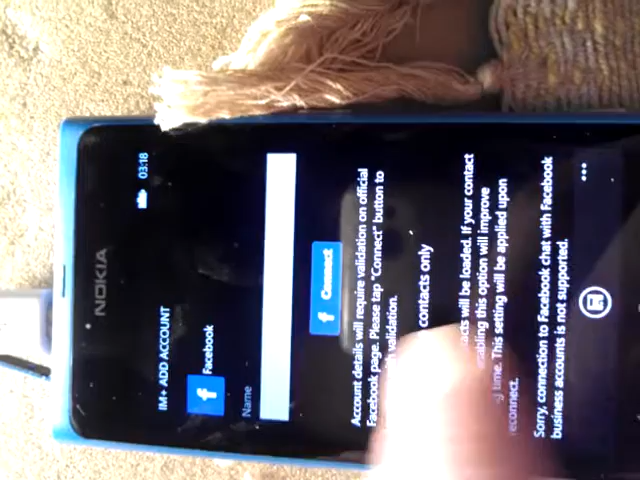 NOKIA
03:18
IM+ ADD ACCOUNT
Facebook
Name
Connect
Account details will require validation on official
Facebook page. Please tap "Connect" button to
validation.
contacts only
will be loaded. If your contact
this option will improve
time. This setting will be applied upon
reconnect.
Sorry, connection to Facebook chat with Facebook
business accounts is not supported.